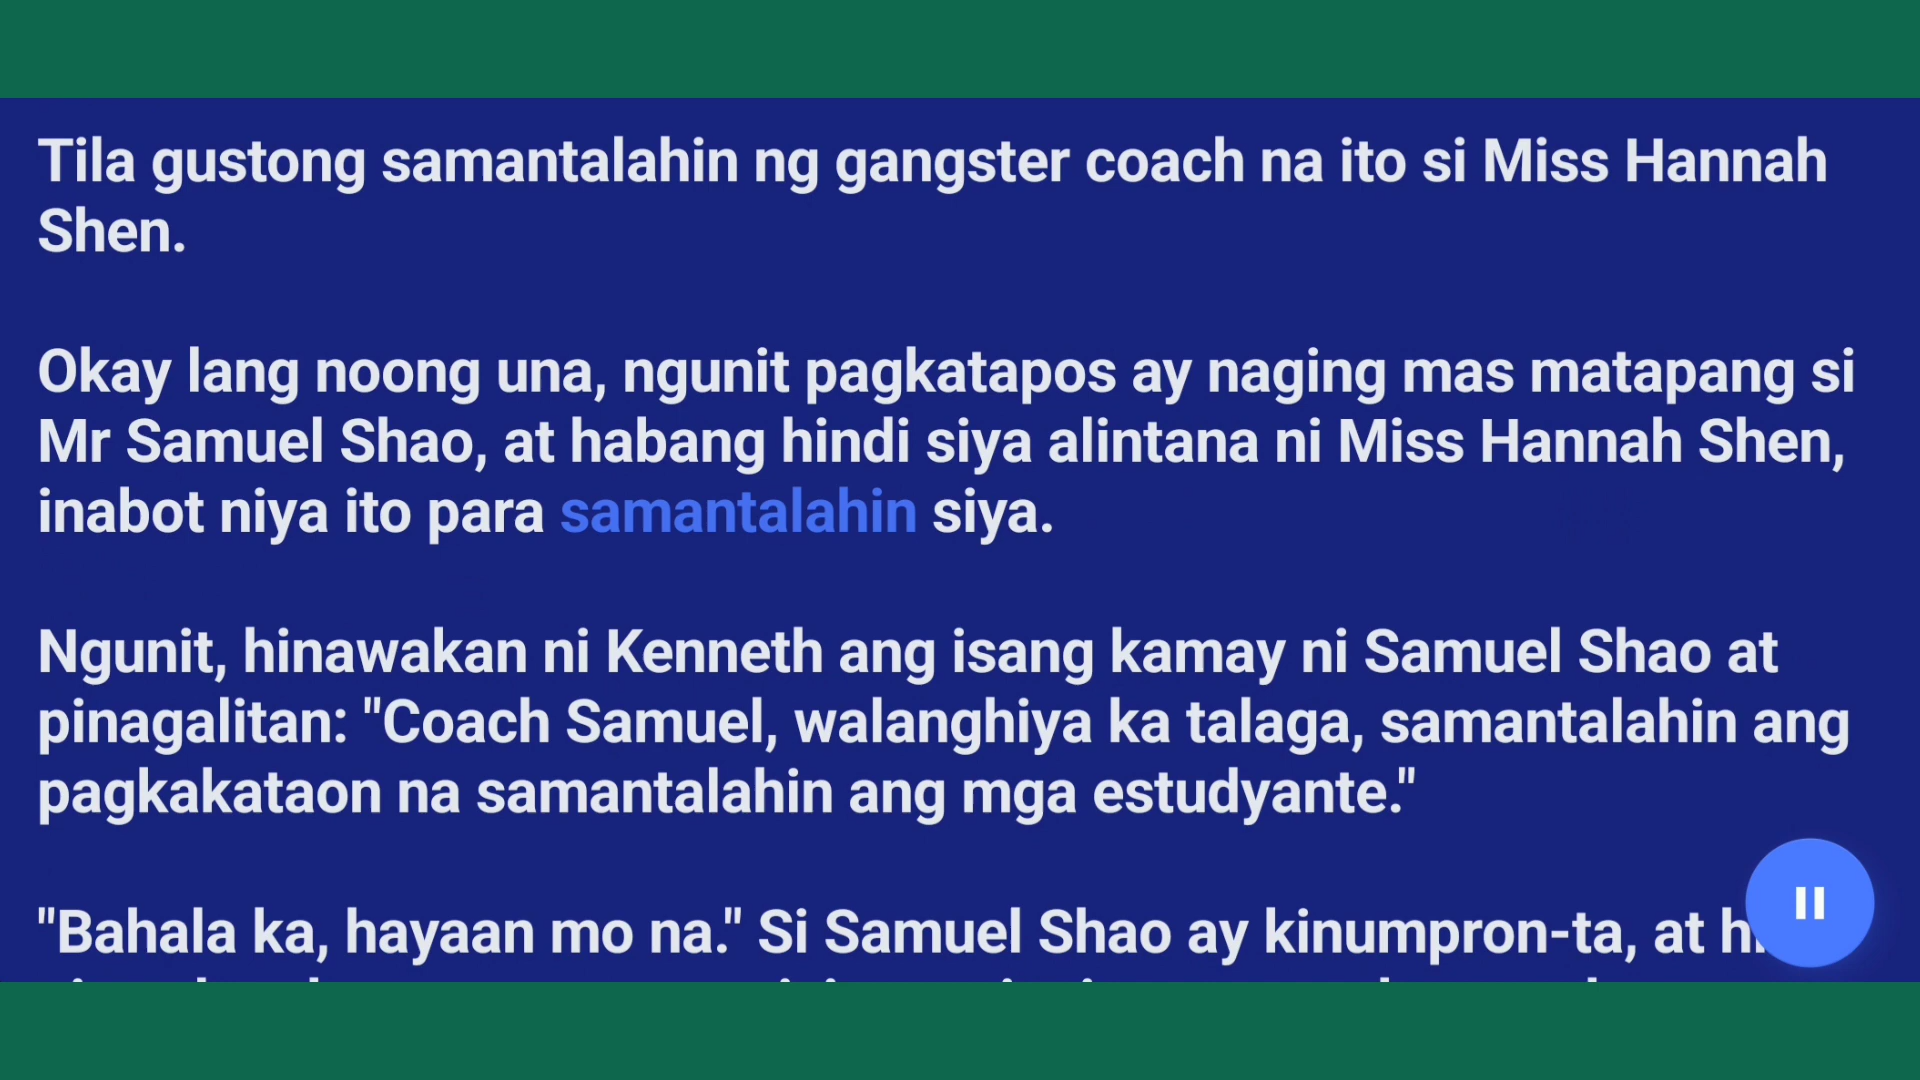 Tila gustong samantalahin ng gangster coach na ito si Miss Hannah
Shen.
Okay lang noong una, ngunit pagkatapos ay naging mas matapang si
Mr Samuel Shao, at habang hindi siya alintana ni Miss Hannah Shen,
inabot niya ito para samantalahin siya.
Ngunit, hinawakan ni Kenneth ang isang kamay ni Samuel Shao at
pinagalitan: "Coach Samuel, walanghiya ka talaga, samantalahin ang
pagkakataon na samantalahin ang mga estudyante."
"Bahala ka, hayaan mo na." Si Samuel Shao ay kinumpron-ta, at